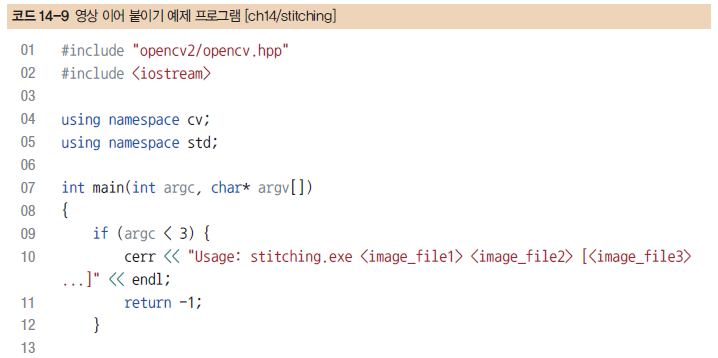 코드 14-9 영상 이어 붙이기 예제 프로그램 [ch14/stitching]
01 #include "opencv2/opencv.hpp"
02 #include <iostream>
03
04 using namespace cv;
05 using namespace std;
06
07 int main(int argc, char* argv[])
08 {
09     if (argc < 3) {
10         cerr << "Usage: stitching.exe <image_file1> <image_file2> [<image_file3>
...]" << endl;
11         return -1;
12     }
13